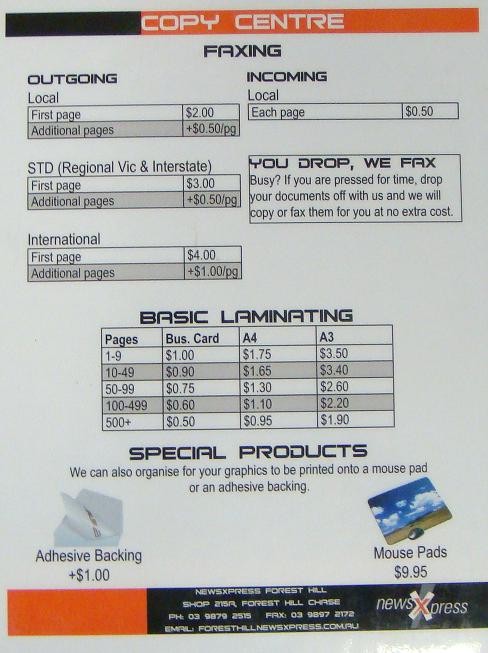 COPY CENTRE
FAXING
OUTGOING
Local
First page $2.00
Additional pages +$0.50/pg
STD (Regional Vic & Interstate)
First page $3.00
Additional pages +$0.50/pg
International
First page $4.00
Additional pages +$1.00/pg
INCOMING
Local
Each page $0.50
YOU DROP, WE FAX
Busy? If you are pressed for time, drop
your documents off with us and we will
copy or fax them for you at no extra cost.
BASIC LAMINATING
Pages Bus. Card A4 A3
1-9 $1.00 $1.75 $3.50
10-49 $0.90 $1.65 $3.40
50-99 $0.75 $1.30 $2.60
100-499 $0.60 $1.10 $2.20
500+ $0.50 $0.95 $1.90
SPECIAL PRODUCTS
We can also organise for your graphics to be printed onto a mouse pad
or an adhesive backing.
Adhesive Backing
+$1.00
Mouse Pads
$9.95
NEWSXPRESS FOREST HILL
SHOP 215A, FOREST HILL CHASE
PH: 03 9879 2515 FAX: 03 9897 2172
EMAIL: FORESTHILLNEWSXPRESS.COM.AU
newsXpress